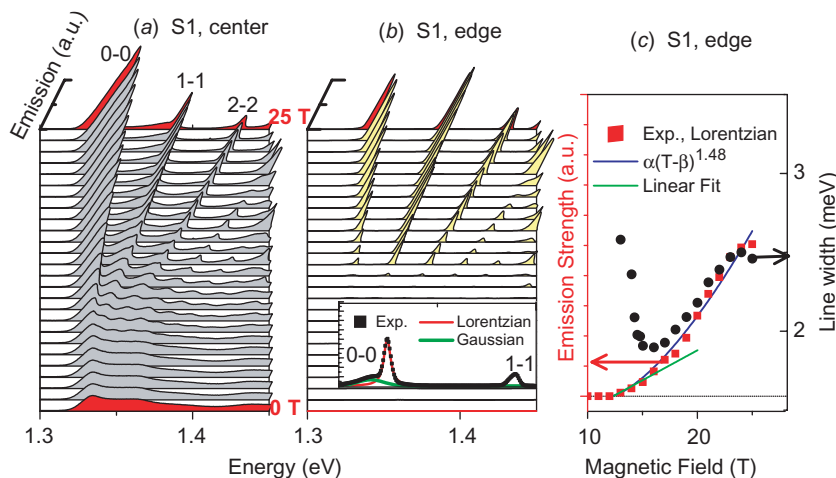 (a) S1, center
(b) S1, edge
(c) S1, edge
Emission (a.u.)
0-0
1-1
2-2
25 T
0 T
1.3
1.4
Exp.
Lorentzian
Gaussian
0-0
1-1
1.3
1.4
Energy (eV)
Exp., Lorentzian
α(T-β)1.48
Linear Fit
Emission Strength (a.u.)
3
2
Line width (meV)
10
20
Magnetic Field (T)